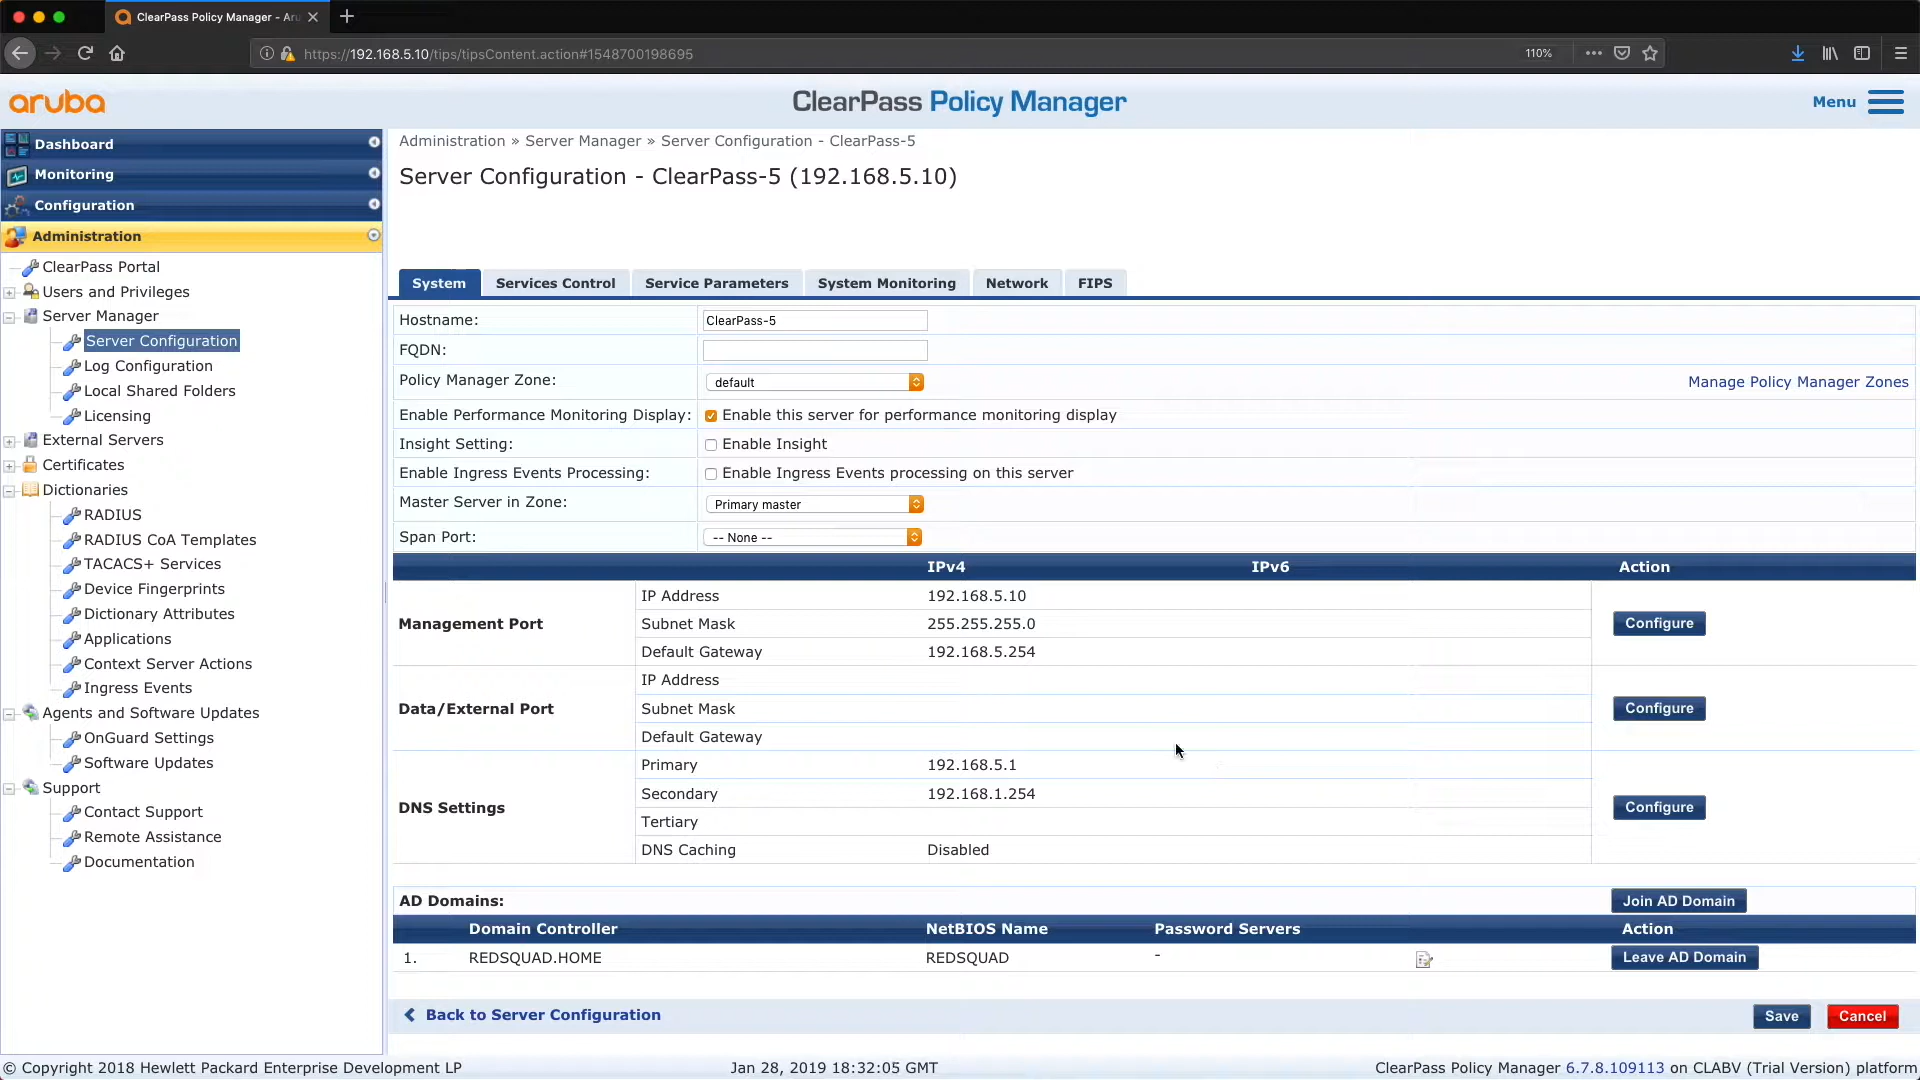 ClearPass Policy Manager - Aru
https://192.168.5.10/tips/tipsContent.action#1548700198695
110%
aruba
ClearPass Policy Manager
Menu
Dashboard
Monitoring
Configuration
Administration
ClearPass Portal
Users and Privileges
Server Manager
Server Configuration
Log Configuration
Local Shared Folders
Licensing
External Servers
Certificates
Dictionaries
RADIUS
RADIUS CoA Templates
TACACS+ Services
Device Fingerprints
Dictionary Attributes
Applications
Context Server Actions
Ingress Events
Agents and Software Updates
OnGuard Settings
Software Updates
Support
Contact Support
Remote Assistance
Documentation
Administration » Server Manager » Server Configuration - ClearPass-5
Server Configuration - ClearPass-5 (192.168.5.10)
System Services Control Service Parameters System Monitoring Network FIPS
Hostname: ClearPass-5
FQDN:
Policy Manager Zone: default Manage Policy Manager Zones
Enable Performance Monitoring Display: Enable this server for performance monitoring display
Insight Setting: Enable Insight
Enable Ingress Events Processing: Enable Ingress Events processing on this server
Master Server in Zone: Primary master
Span Port: -- None --
IPv4 IPv6 Action
Management Port
IP Address 192.168.5.10
Subnet Mask 255.255.255.0
Default Gateway 192.168.5.254
Configure
Data/External Port
IP Address
Subnet Mask
Default Gateway
Configure
DNS Settings
Primary 192.168.5.1
Secondary 192.168.1.254
Tertiary
DNS Caching Disabled
Configure
AD Domains: Join AD Domain
Domain Controller NetBIOS Name Password Servers Action
1. REDSQUAD.HOME REDSQUAD - Leave AD Domain
Back to Server Configuration Save Cancel
© Copyright 2018 Hewlett Packard Enterprise Development LP Jan 28, 2019 18:32:05 GMT ClearPass Policy Manager 6.7.8.109113 on CLABV (Trial Version) platform